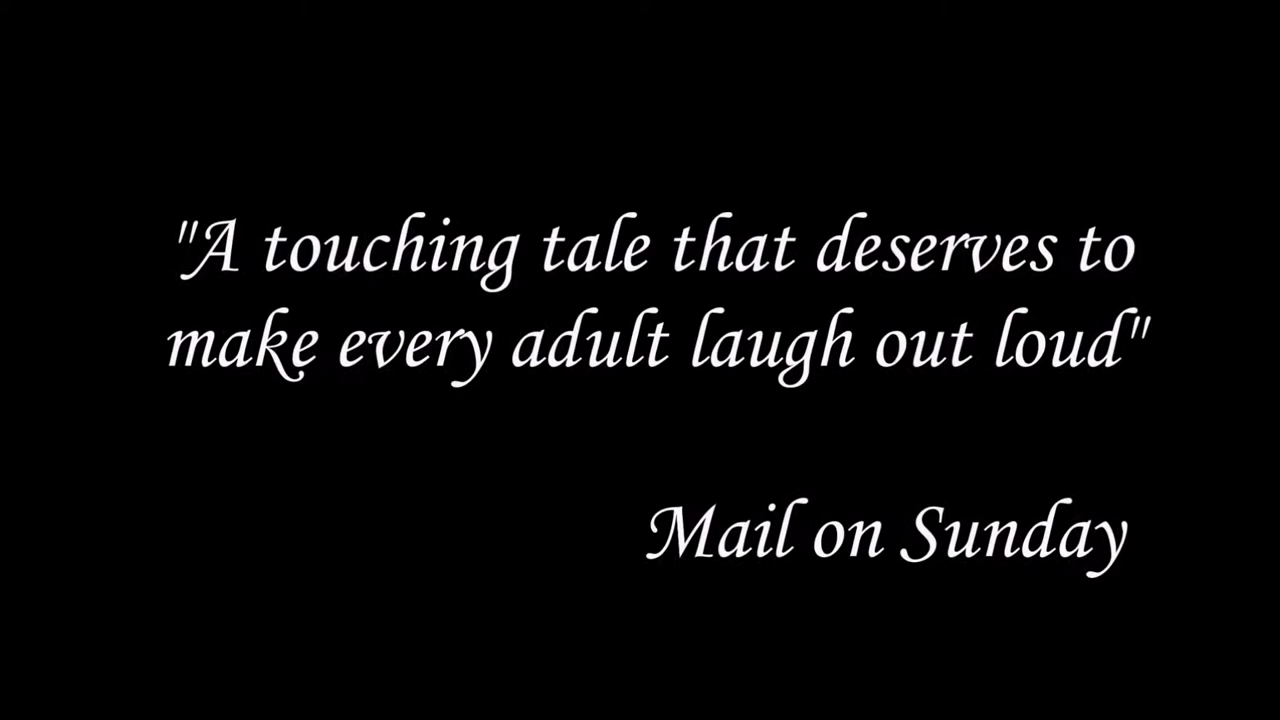 "A touching tale that deserves to
make every adult laugh out loud"
Mail on Sunday